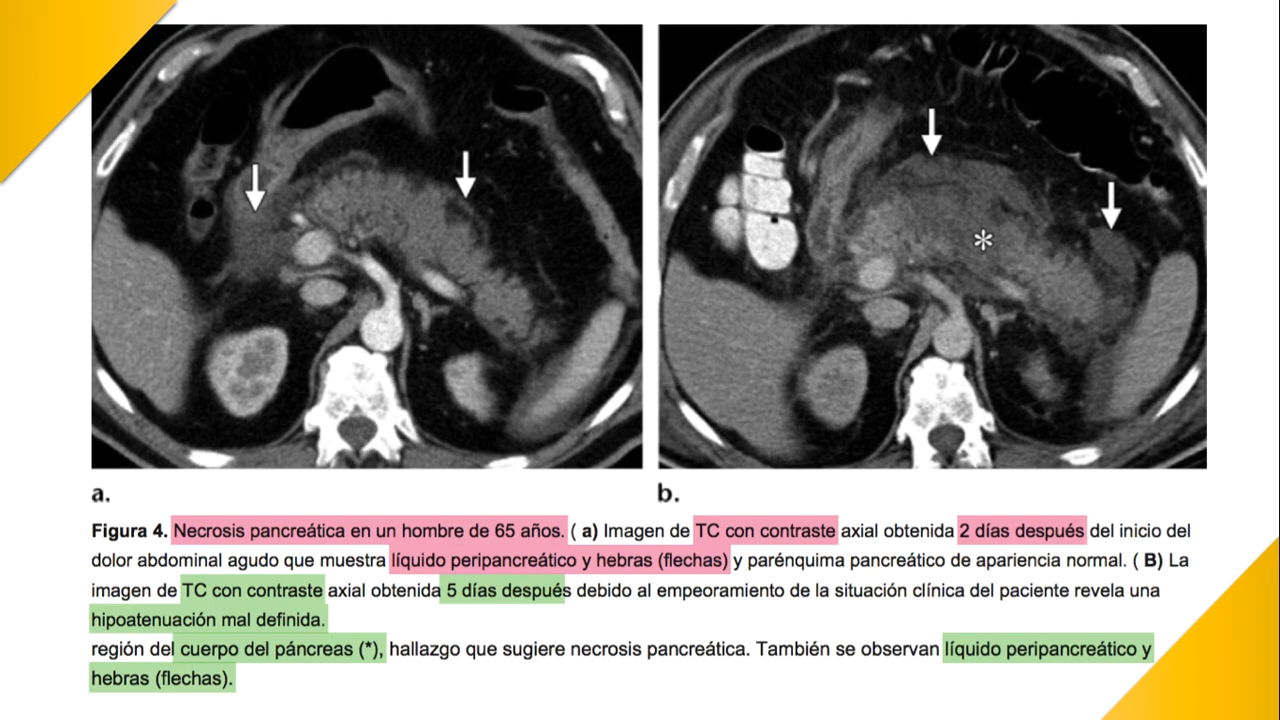 *
a.
b.
Figura 4. Necrosis pancreática en un hombre de 65 años. ( a) Imagen de TC con contraste axial obtenida 2 días después del inicio del
dolor abdominal agudo que muestra líquido peripancreático y hebras (flechas) y parénquima pancreático de apariencia normal. ( B) La
imagen de TC con contraste axial obtenida 5 días después debido al empeoramiento de la situación clínica del paciente revela una
hipoatenuación mal definida.
región del cuerpo del páncreas (*), hallazgo que sugiere necrosis pancreática. También se observan líquido peripancreático y
hebras (flechas).